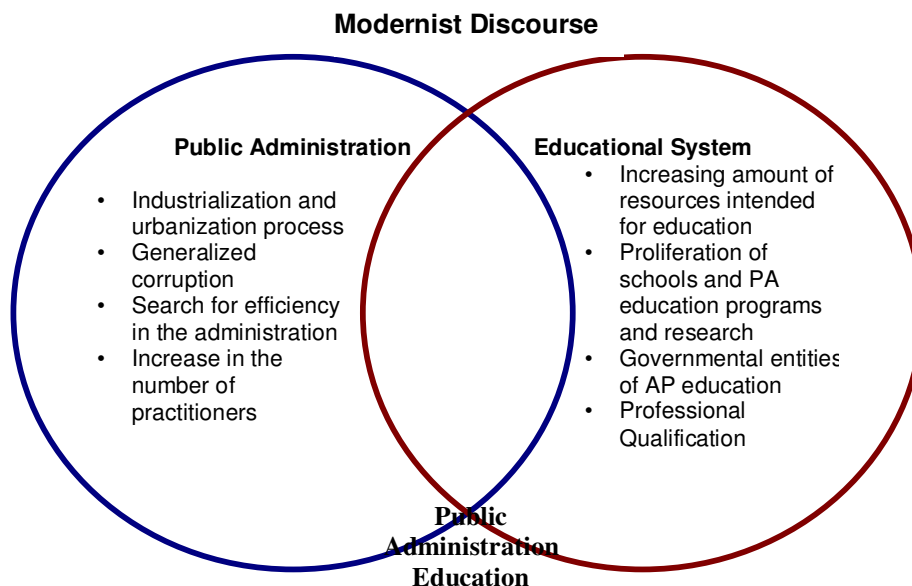 Modernist Discourse
Public Administration
• Industrialization and
urbanization process
• Generalized
corruption
• Search for efficiency
in the administration
• Increase in the
number of
practitioners
Educational System
• Increasing amount of
resources intended
for education
• Proliferation of
schools and PA
education programs
and research
• Governmental entities
of AP education
• Professional
Qualification
Public
Administration
Education